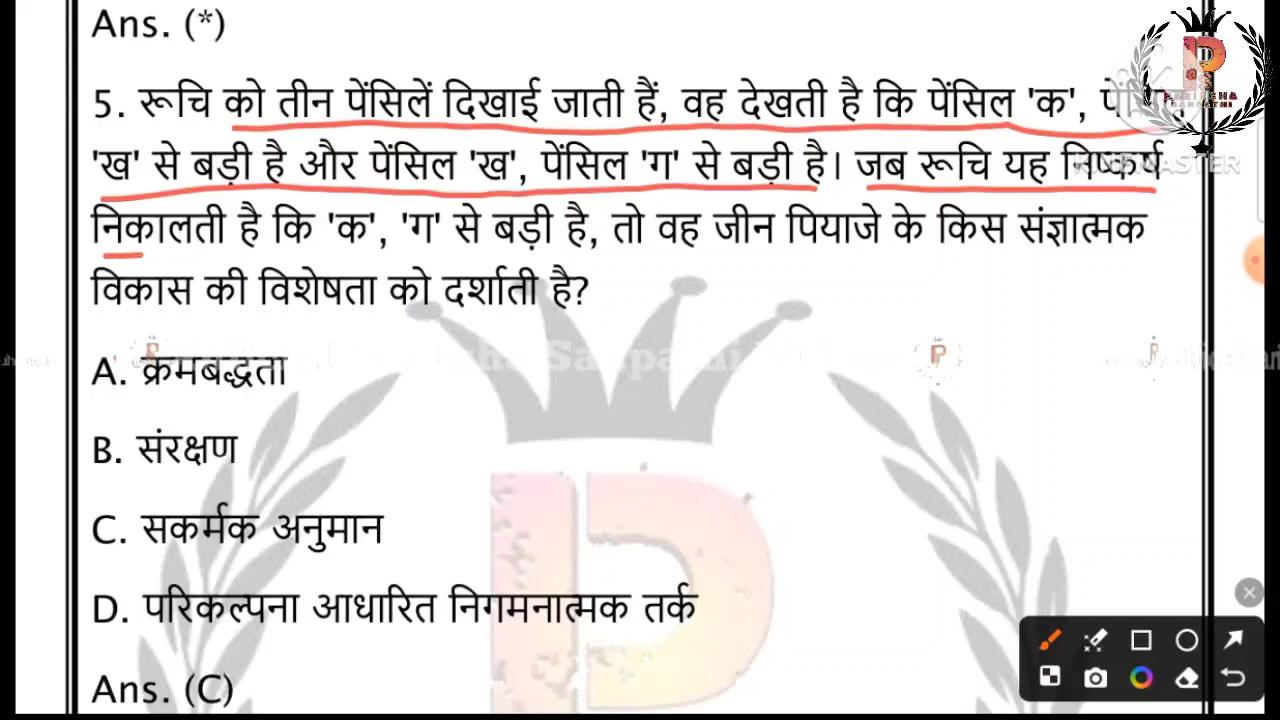 Ans. (*)
5. रूचि को तीन पेंसिलें दिखाई जाती हैं, वह देखती है कि पेंसिल 'क',
'ख' से बड़ी है और पेंसिल 'ख', पेंसिल 'ग' से बड़ी है। जब रूचि यह निष्कर्ष
निकालती है कि 'क', 'ग' से बड़ी है, तो वह जीन पियाजे के किस संज्ञात्मक
विकास की विशेषता को दर्शाती है?
A. क्रमबद्धता
B. संरक्षण
C. सकर्मक अनुमान
D. परिकल्पना आधारित निगमनात्मक तर्क
Ans. (C)